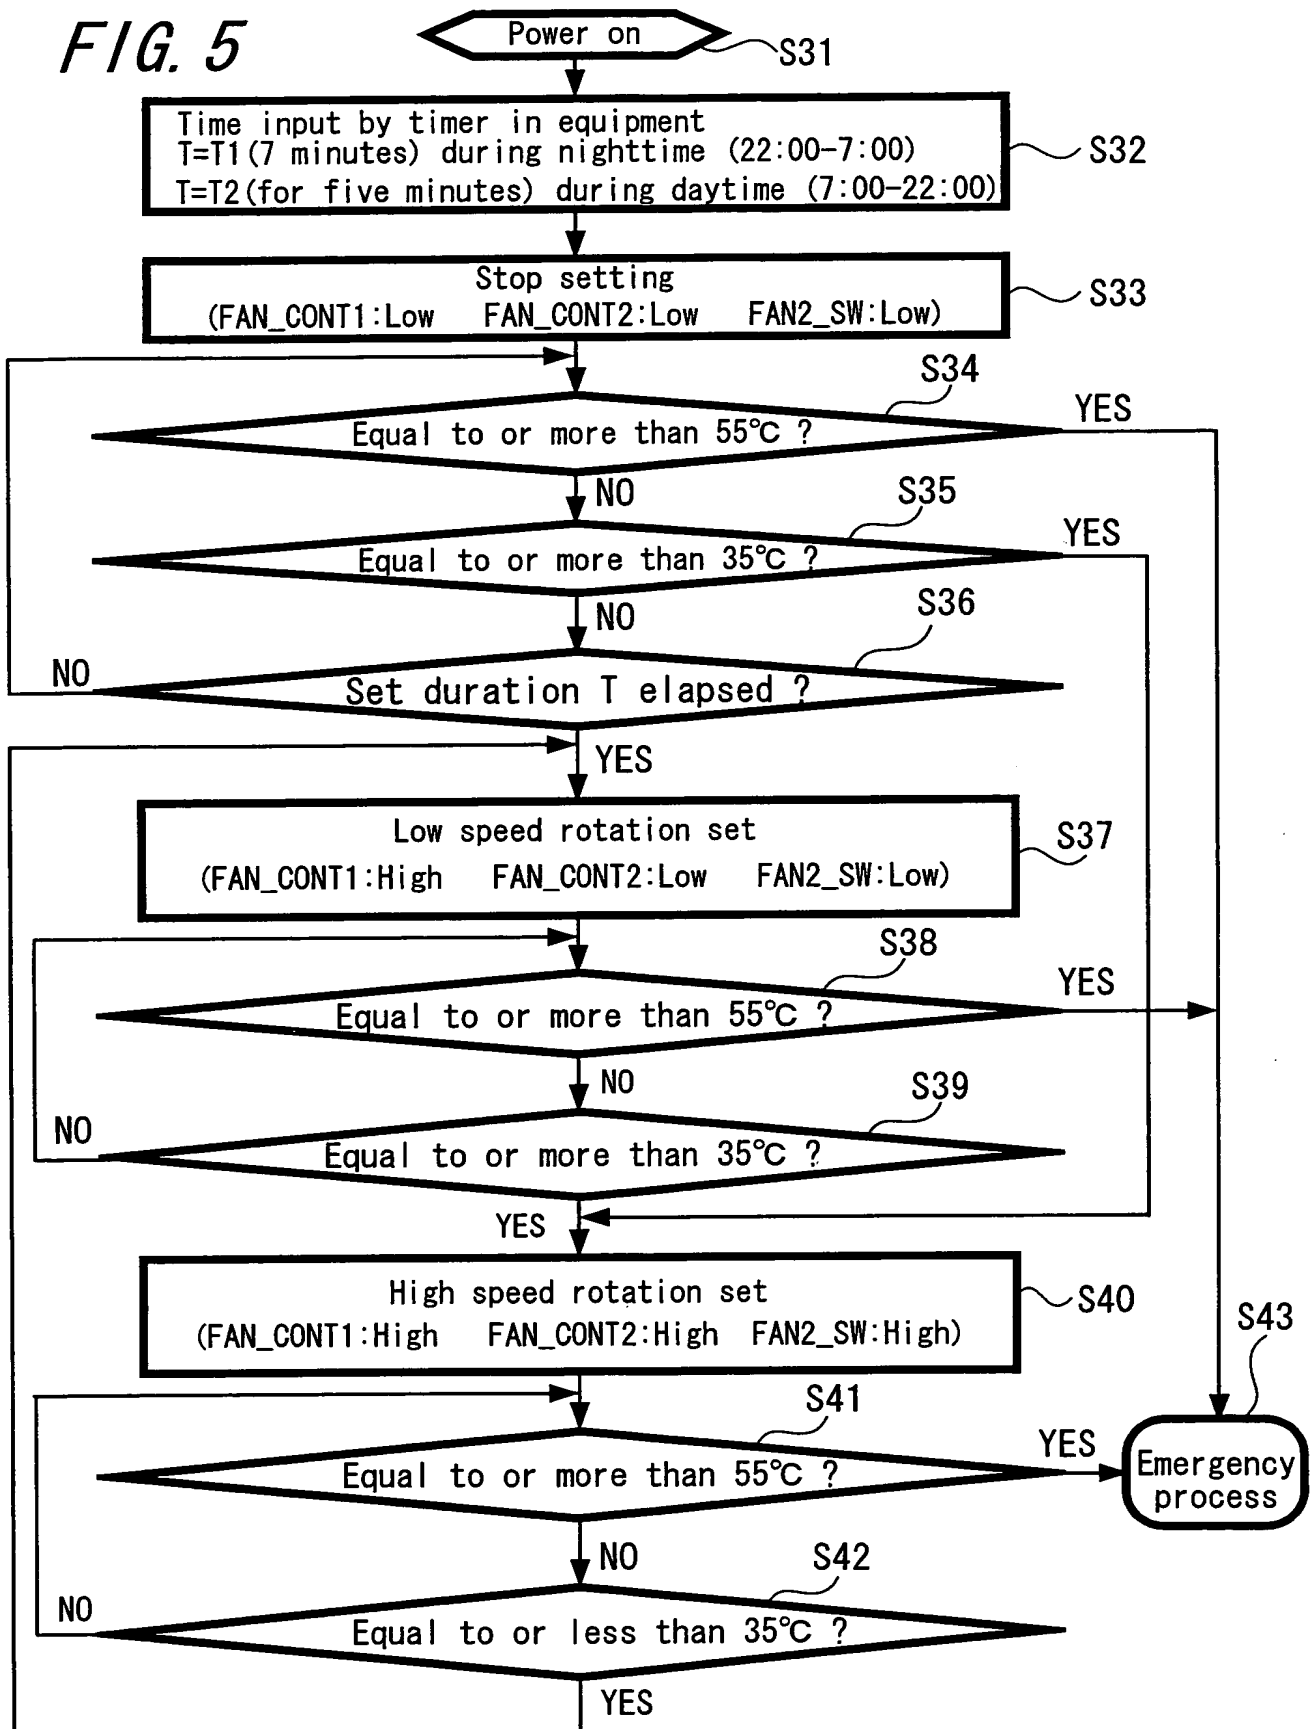 FIG. 5
Power on
S31
Time input by timer in equipment
T=T1(7 minutes) during nighttime (22:00-7:00)
T=T2(for five minutes) during daytime (7:00-22:00)
S32
Stop setting
(FAN_CONT1:Low FAN_CONT2:Low FAN2_SW:Low)
S33
S34
Equal to or more than 55℃ ?
YES
NO
S35
Equal to or more than 35℃ ?
YES
NO
S36
NO
Set duration T elapsed ?
YES
Low speed rotation set
(FAN_CONT1:High FAN_CONT2:Low FAN2_SW:Low)
S37
S38
Equal to or more than 55℃ ?
YES
NO
S39
NO
Equal to or more than 35℃ ?
YES
High speed rotation set
(FAN_CONT1:High FAN_CONT2:High FAN2_SW:High)
S40
S43
S41
Equal to or more than 55℃ ?
YES
Emergency
process
NO
S42
NO
Equal to or less than 35℃ ?
YES